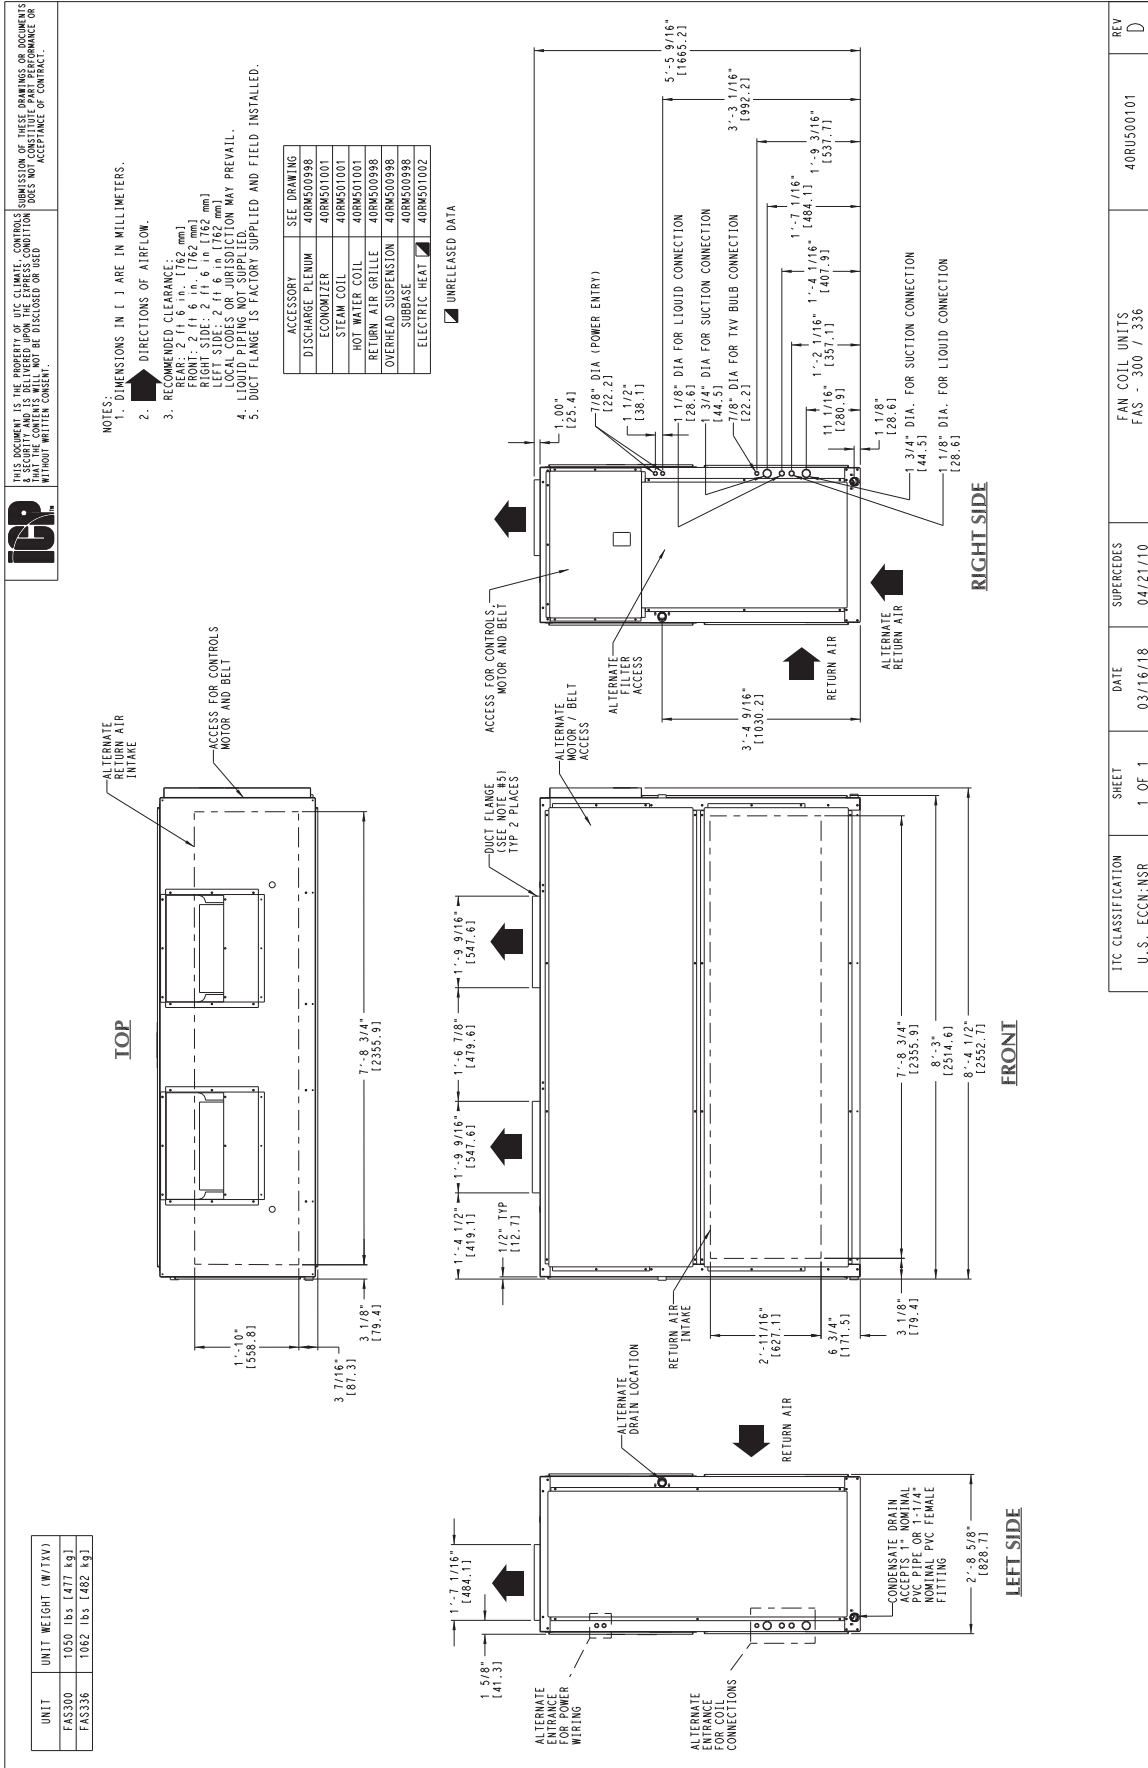 UNIT	UNIT WEIGHT (W/TXV)
FAS300	1050 lbs [477 kg]
FAS336	1062 lbs [482 kg]
ICP
THIS DOCUMENT IS THE PROPERTY OF UTC CLIMATE, CONTROLS
& SECURITY AND IS DELIVERED UPON THE EXPRESS CONDITION
THAT THE CONTENTS WILL NOT BE DISCLOSED OR USED
WITHOUT WRITTEN CONSENT.
SUBMISSION OF THESE DRAWINGS OR DOCUMENTS
DOES NOT CONSTITUTE PART PERFORMANCE OR
ACCEPTANCE OF CONTRACT.
NOTES:
1. DIMENSIONS IN [ ] ARE IN MILLIMETERS.
2. DIRECTIONS OF AIRFLOW.
3. RECOMMENDED CLEARANCE:
REAR: 2 ft 6 in. [762 mm]
FRONT: 2 ft 6 in. [762 mm]
RIGHT SIDE: 2 ft 6 in [762 mm]
LEFT SIDE: 2 ft 6 in [762 mm]
LOCAL CODES OR JURISDICTION MAY PREVAIL.
4. LIQUID PIPING NOT SUPPLIED.
5. DUCT FLANGE IS FACTORY SUPPLIED AND FIELD INSTALLED.
ACCESSORY	SEE DRAWING
DISCHARGE PLENUM	40RM500998
ECONOMIZER	40RM501001
STEAM COIL	40RM501001
HOT WATER COIL	40RM501001
RETURN AIR GRILLE	40RM500998
OVERHEAD SUSPENSION	40RM500998
SUBBASE	40RM500998
ELECTRIC HEAT	40RM501002
UNRELEASED DATA
TOP
ALTERNATE
RETURN AIR
INTAKE
ACCESS FOR CONTROLS
MOTOR AND BELT
1'-10"
[558.8]
3 7/16"
[87.3]
3 1/8"
[79.4]
7'-8 3/4"
[2355.9]
1'-7 1/16"
[484.1]
1 5/8"
[41.3]
ALTERNATE
ENTRANCE
FOR POWER
WIRING
ALTERNATE
ENTRANCE
FOR COIL
CONNECTIONS
ALTERNATE
DRAIN LOCATION
RETURN AIR
CONDENSATE DRAIN
ACCEPTS 1" NOMINAL
PVC PIPE OR 1-1/4"
NOMINAL PVC FEMALE
FITTING
2'-8 5/8"
[828.7]
LEFT SIDE
1'-4 1/2"
[419.1]
1'-9 9/16"
[547.6]
1'-6 7/8"
[479.6]
1'-9 9/16"
[547.6]
1/2" TYP
[12.7]
DUCT FLANGE
(SEE NOTE #5)
TYP 2 PLACES
ALTERNATE
MOTOR / BELT
ACCESS
RETURN AIR
INTAKE
2'-11/16"
[627.1]
6 3/4"
[171.5]
3 1/8"
[79.4]
7'-8 3/4"
[2355.9]
8'-3"
[2514.6]
8'-4 1/2"
[2552.7]
FRONT
ACCESS FOR CONTROLS,
MOTOR AND BELT
ALTERNATE
FILTER
ACCESS
3'-4 9/16"
[1030.2]
RETURN AIR
ALTERNATE
RETURN AIR
1.00"
[25.4]
7/8" DIA (POWER ENTRY)
[22.2]
1 1/2"
[38.1]
1 1/8" DIA FOR LIQUID CONNECTION
[28.6]
1 3/4" DIA FOR SUCTION CONNECTION
[44.5]
7/8" DIA FOR TXV BULB CONNECTION
[22.2]
11 1/16"
[280.9]
1 1/8"
[28.6]
1 3/4" DIA. FOR SUCTION CONNECTION
[44.5]
1 1/8" DIA. FOR LIQUID CONNECTION
[28.6]
1'-2 1/16"
[357.1]
1'-4 1/16"
[407.9]
1'-7 1/16"
[484.1]
1'-9 3/16"
[537.7]
3'-3 1/16"
[992.2]
5'-5 9/16"
[1665.2]
RIGHT SIDE
ITC CLASSIFICATION	SHEET	DATE	SUPERCEDES	FAN COIL UNITS	40RU500101	REV
U.S. ECCN:NSR	1 OF 1	03/16/18	04/21/10	FAS - 300 / 336	D